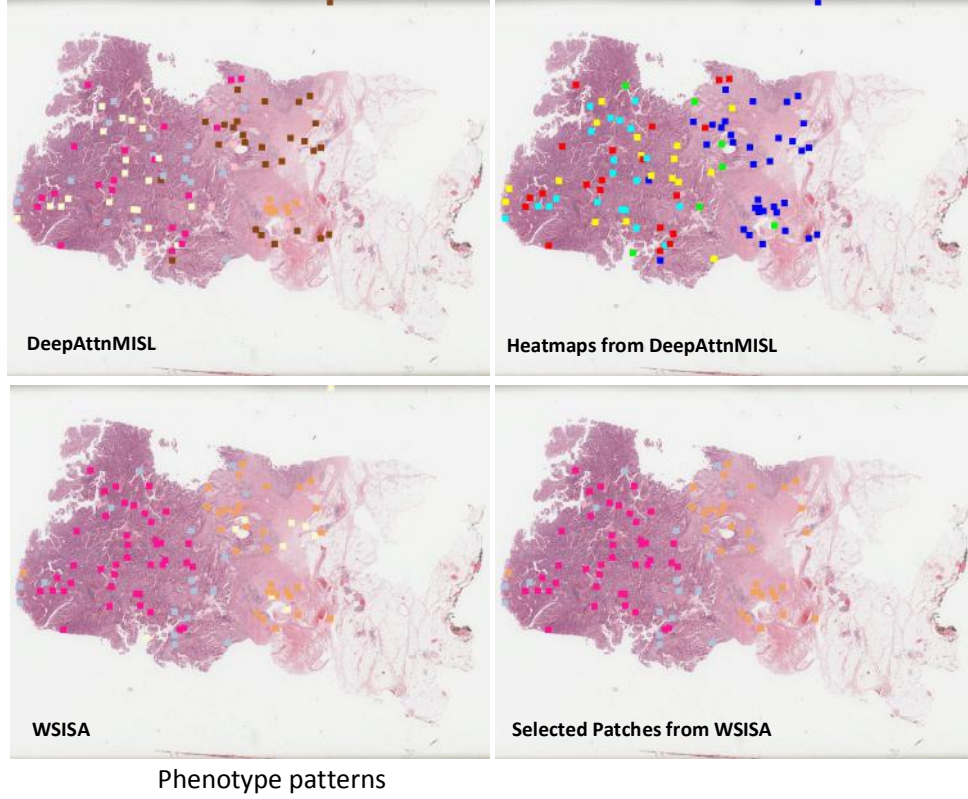 DeepAttnMISL
Heatmaps from DeepAttnMISL
WSISA
Selected Patches from WSISA
Phenotype patterns